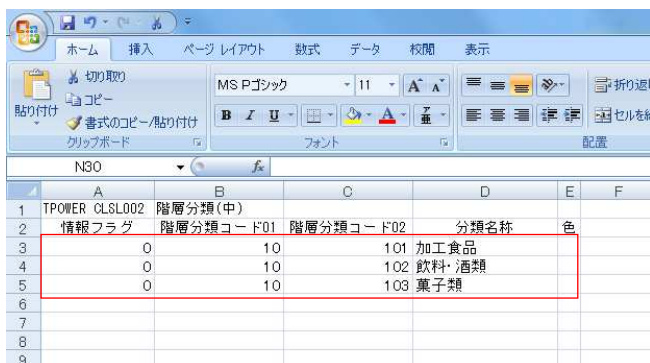 ホーム 挿入 ページ レイアウト 数式 データ 校閲 表示
切り取り
コピー
書式のコピー/貼り付け
貼り付け
クリップボード
MS Pゴシック 11 A A
B I U A
フォント
折り返
セルを結
配置
N30 fx
A B C D E F
1 TPOWER CLSL002 階層分類(中)
2 情報フラグ 階層分類コード01 階層分類コード02 分類名称 色
3 0 10 101 加工食品
4 0 10 102 飲料・酒類
5 0 10 103 菓子類
6
7
8
9